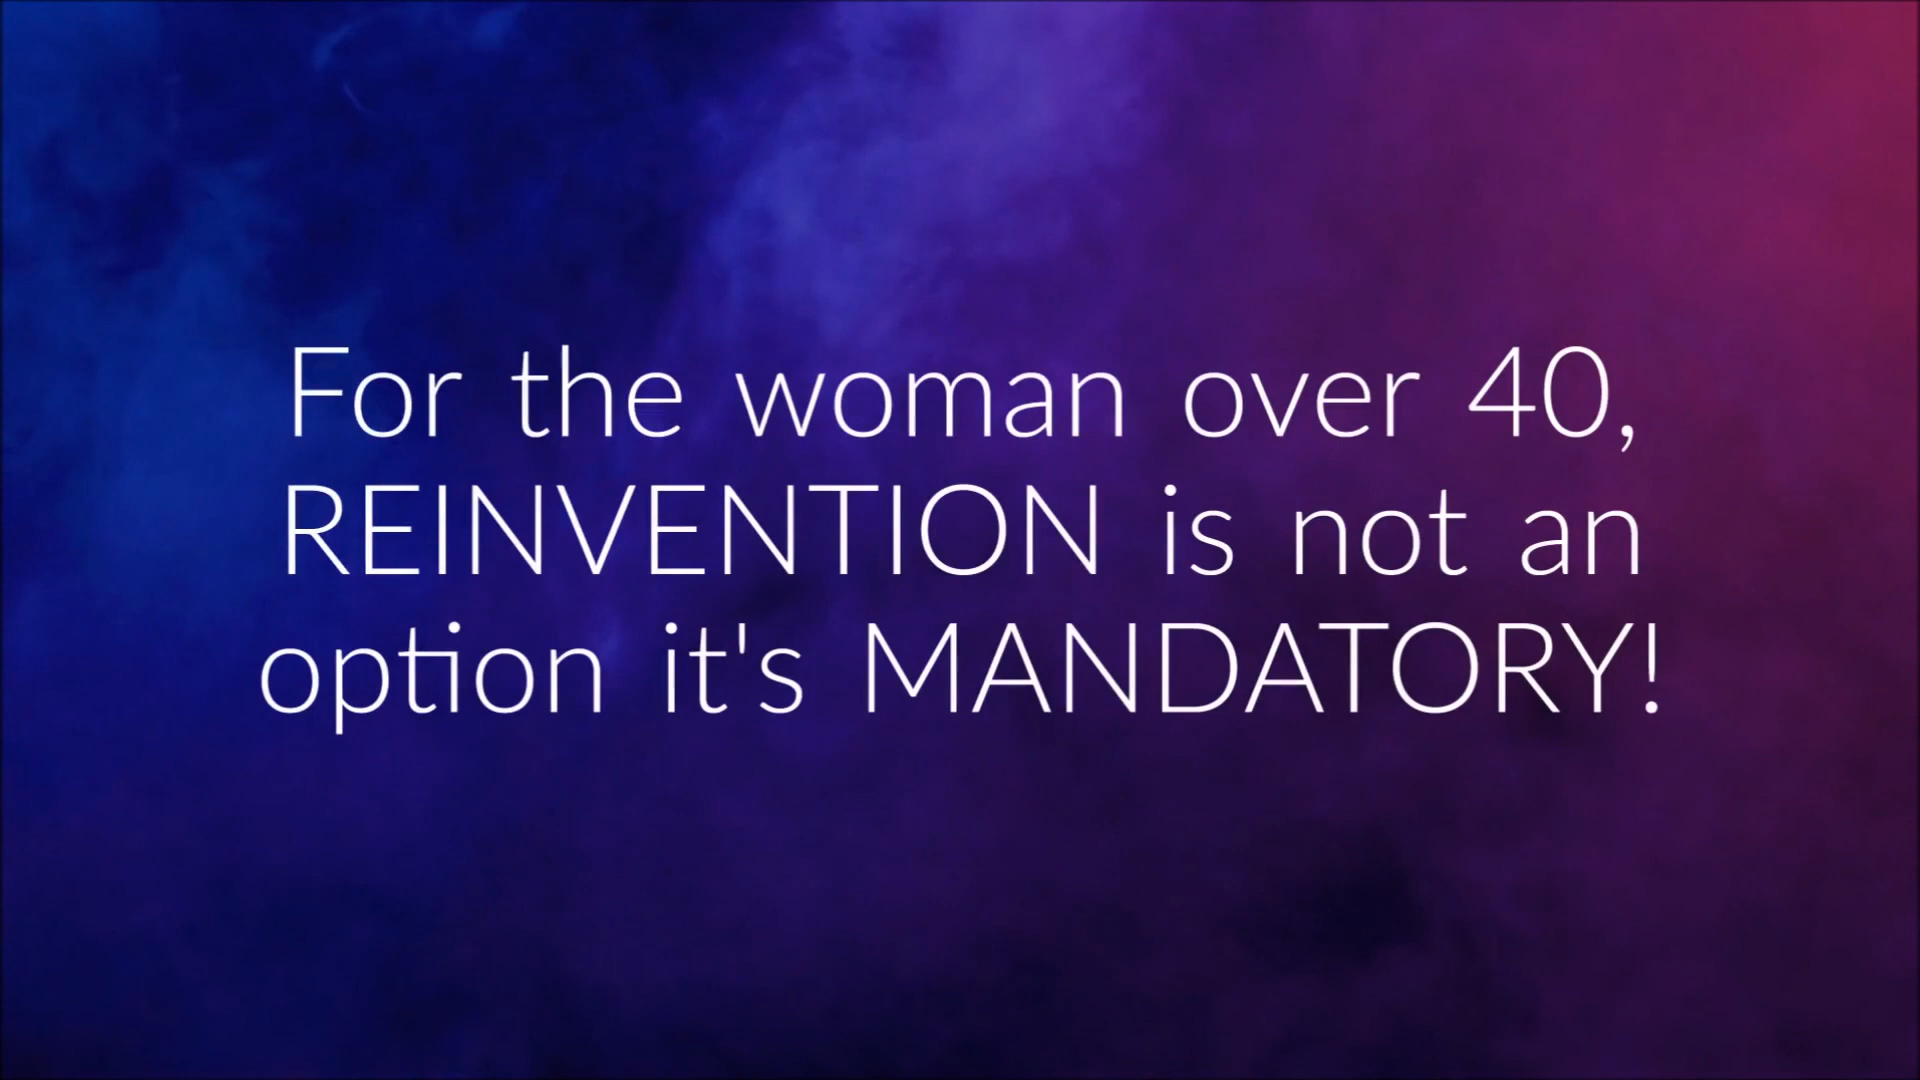 For the woman over 40,
REINVENTION is not an
option it's MANDATORY!